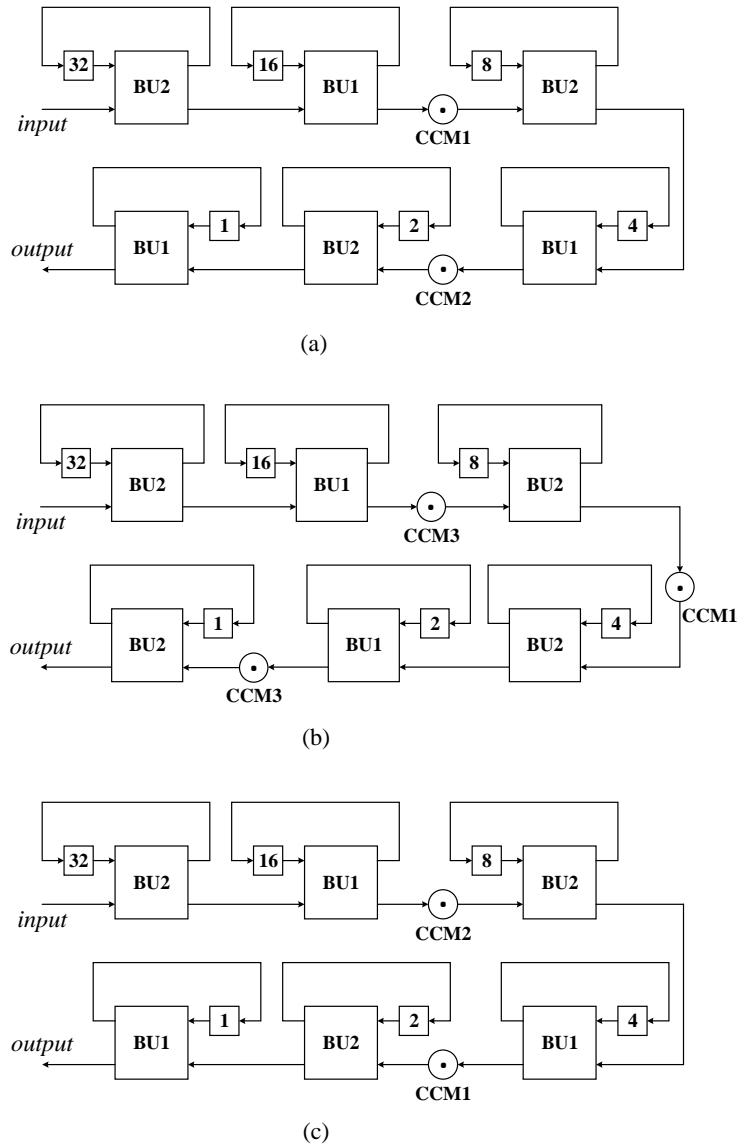 32
16
8
BU2
BU1
BU2
input
CCM1
1
2
4
BU1
BU2
BU1
output
CCM2
(a)
32
16
8
BU2
BU1
BU2
input
CCM3
CCM1
1
2
4
BU2
BU1
BU2
output
CCM3
(b)
32
16
8
BU2
BU1
BU2
input
CCM2
1
2
4
BU1
BU2
BU1
output
CCM1
(c)